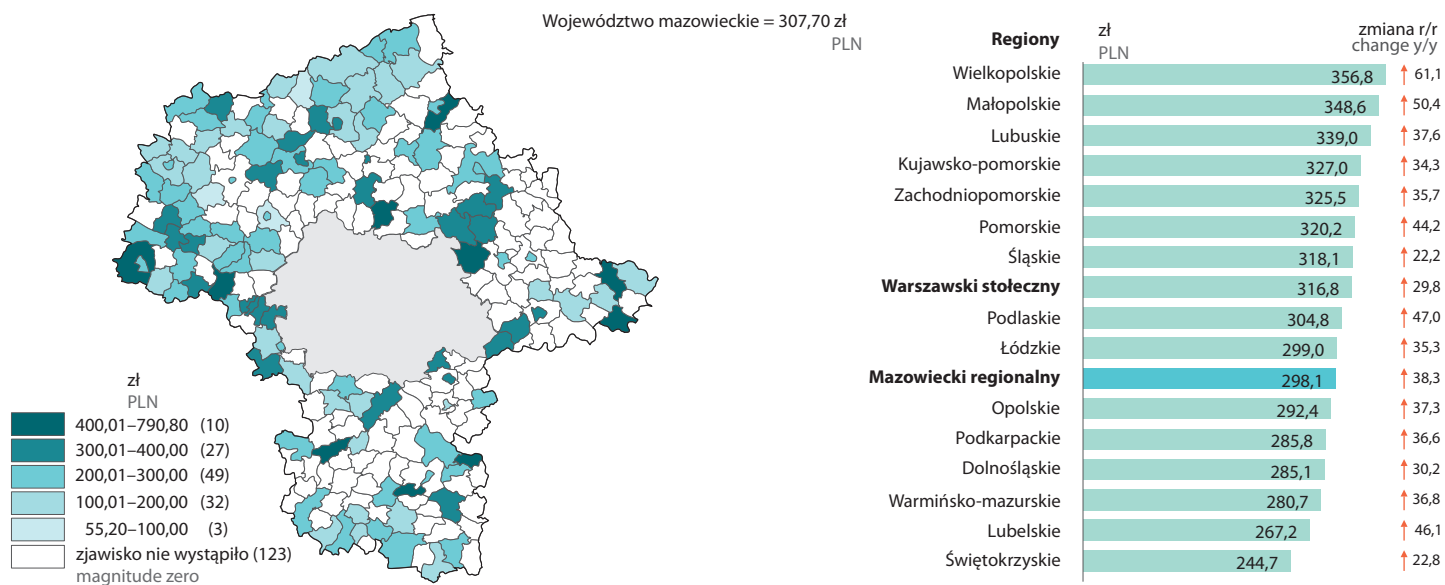 Województwo mazowieckie = 307,70 zł
PLN
zł
PLN
400,01–790,80 (10)
300,01–400,00 (27)
200,01–300,00 (49)
100,01–200,00 (32)
55,20–100,00 (3)
zjawisko nie wystąpiło (123)
magnitude zero
Regiony zł zmiana r/r
PLN change y/y
Wielkopolskie 356,8 61,1
Małopolskie 348,6 50,4
Lubuskie 339,0 37,6
Kujawsko-pomorskie 327,0 34,3
Zachodniopomorskie 325,5 35,7
Pomorskie 320,2 44,2
Śląskie 318,1 22,2
Warszawski stołeczny 316,8 29,8
Podlaskie 304,8 47,0
Łódzkie 299,0 35,3
Mazowiecki regionalny 298,1 38,3
Opolskie 292,4 37,3
Podkarpackie 285,8 36,6
Dolnośląskie 285,1 30,2
Warmińsko-mazurskie 280,7 36,8
Lubelskie 267,2 46,1
Świętokrzyskie 244,7 22,8